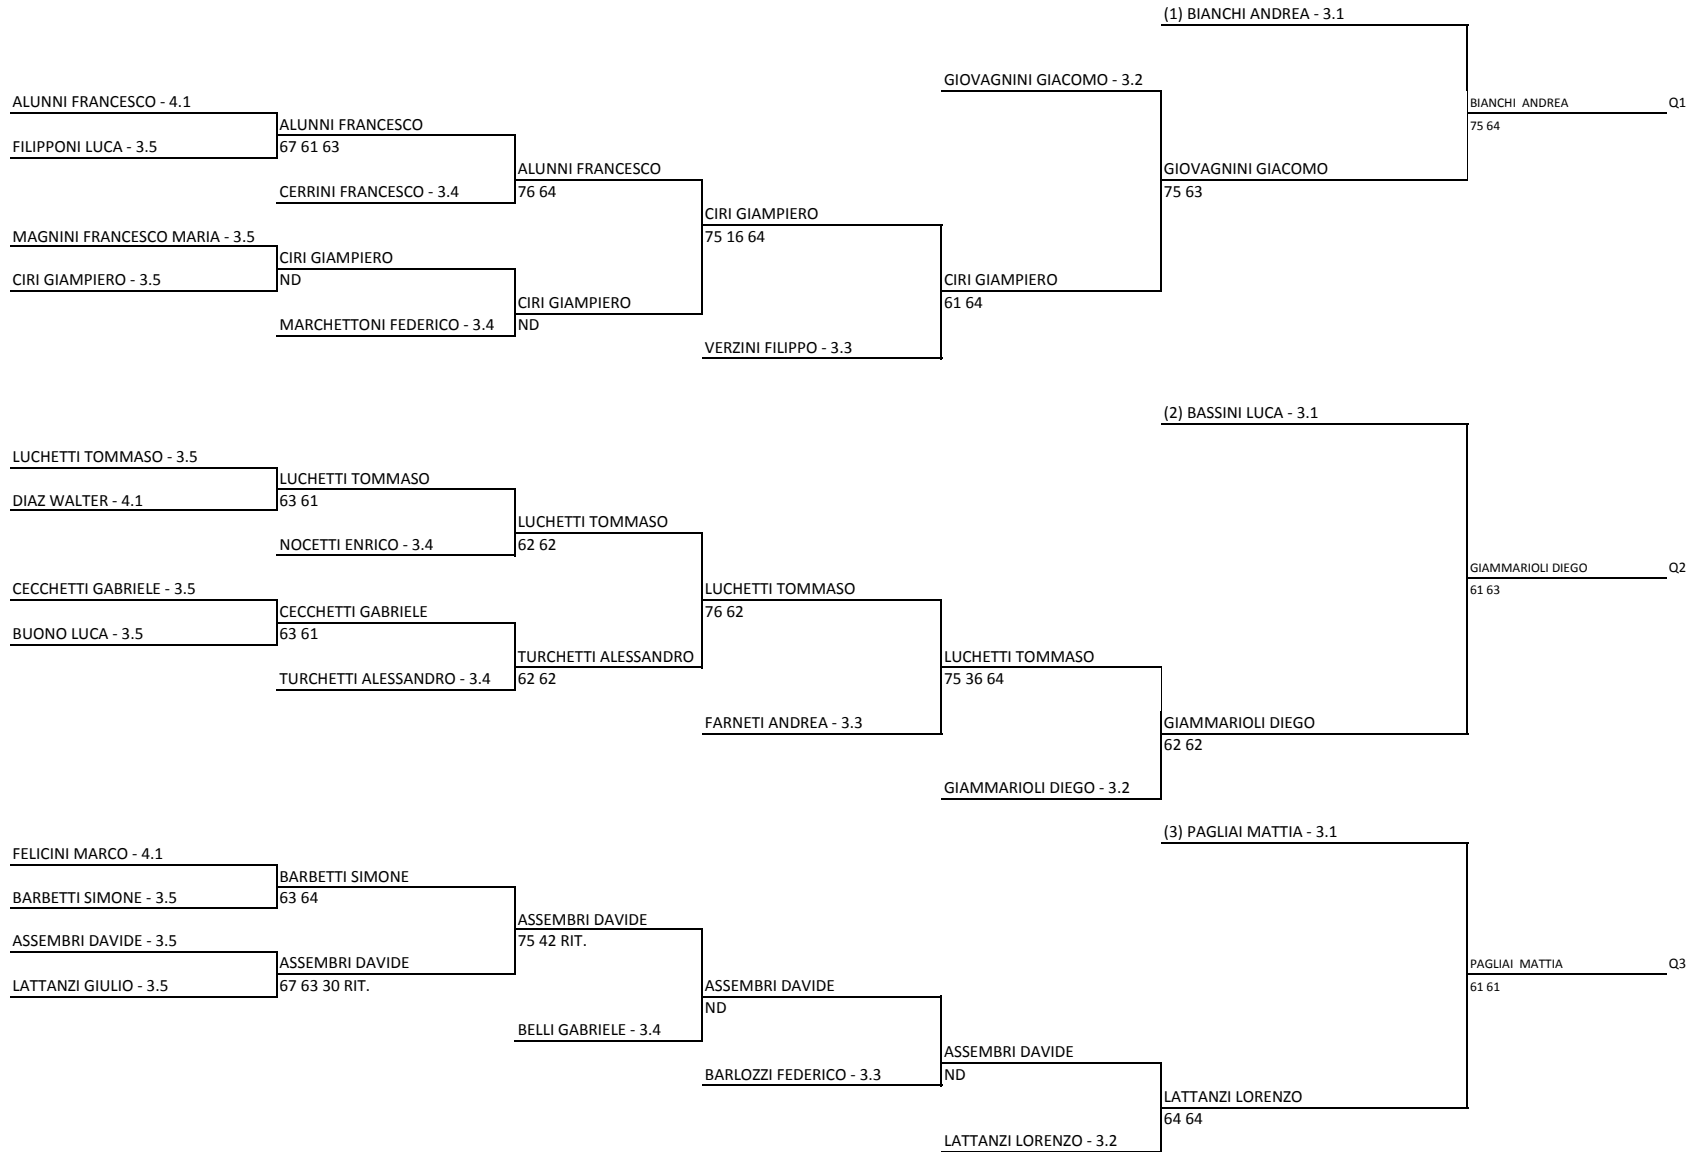 (1) BIANCHI ANDREA - 3.1
GIOVAGNINI GIACOMO - 3.2
ALUNNI FRANCESCO - 4.1
BIANCHI ANDREA
Q1
ALUNNI FRANCESCO
75 64
FILIPPONI LUCA - 3.5
67 61 63
ALUNNI FRANCESCO
GIOVAGNINI GIACOMO
CERRINI FRANCESCO - 3.4
76 64
75 63
CIRI GIAMPIERO
MAGNINI FRANCESCO MARIA - 3.5
75 16 64
CIRI GIAMPIERO
CIRI GIAMPIERO - 3.5
ND
CIRI GIAMPIERO
CIRI GIAMPIERO
61 64
MARCHETTONI FEDERICO - 3.4
ND
VERZINI FILIPPO - 3.3
(2) BASSINI LUCA - 3.1
LUCHETTI TOMMASO - 3.5
LUCHETTI TOMMASO
DIAZ WALTER - 4.1
63 61
LUCHETTI TOMMASO
NOCETTI ENRICO - 3.4
62 62
GIAMMARIOLI DIEGO
Q2
CECCHETTI GABRIELE - 3.5
LUCHETTI TOMMASO
61 63
CECCHETTI GABRIELE
76 62
BUONO LUCA - 3.5
63 61
TURCHETTI ALESSANDRO
LUCHETTI TOMMASO
TURCHETTI ALESSANDRO - 3.4
62 62
75 36 64
FARNETI ANDREA - 3.3
GIAMMARIOLI DIEGO
62 62
GIAMMARIOLI DIEGO - 3.2
(3) PAGLIAI MATTIA - 3.1
FELICINI MARCO - 4.1
BARBETTI SIMONE
BARBETTI SIMONE - 3.5
63 64
ASSEMBRI DAVIDE
ASSEMBRI DAVIDE - 3.5
75 42 RIT.
ASSEMBRI DAVIDE
PAGLIAI MATTIA
Q3
LATTANZI GIULIO - 3.5
67 63 30 RIT.
ASSEMBRI DAVIDE
61 61
ND
BELLI GABRIELE - 3.4
ASSEMBRI DAVIDE
BARLOZZI FEDERICO - 3.3
ND
LATTANZI LORENZO
64 64
LATTANZI LORENZO - 3.2